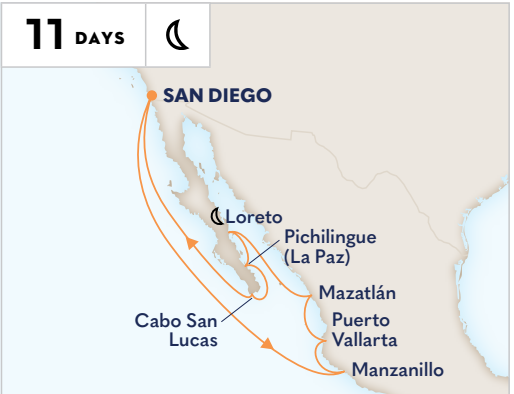 11 DAYS
SAN DIEGO
Loreto
Pichilingue
(La Paz)
Mazatlán
Cabo San
Lucas
Puerto
Vallarta
Manzanillo